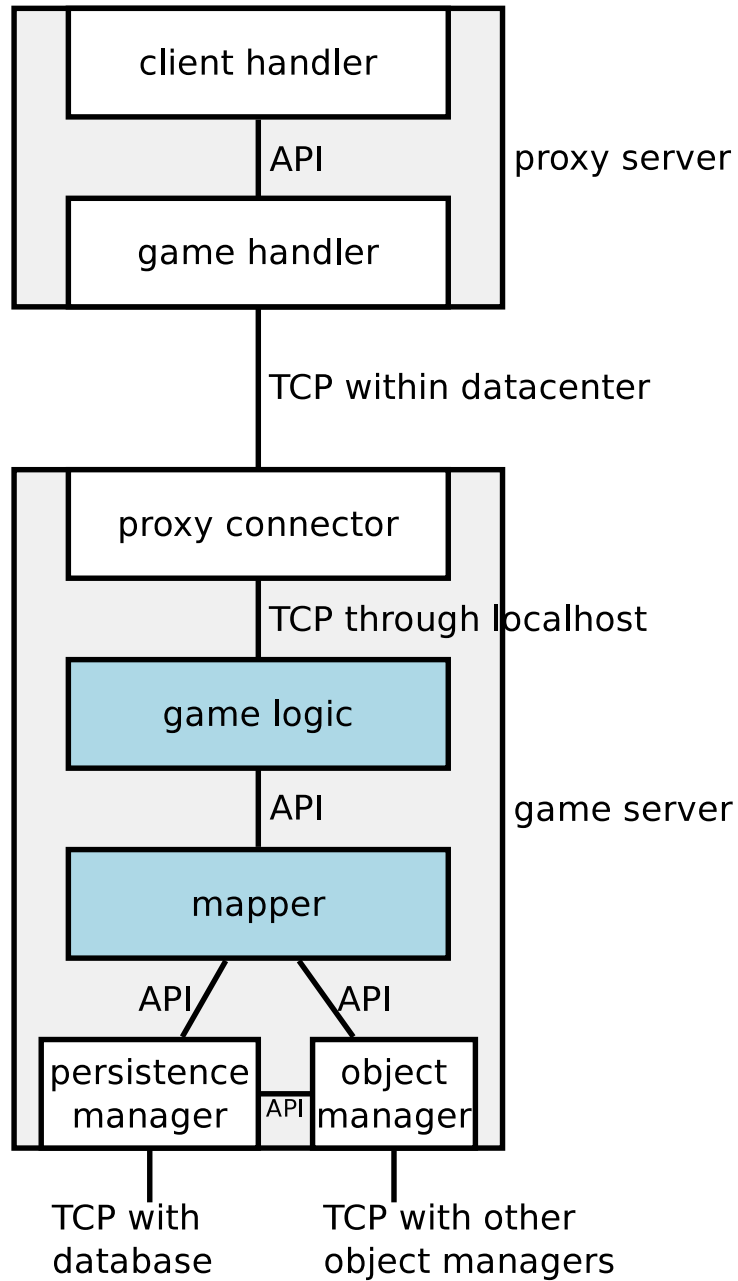 client handler
API
proxy server
game handler
TCP within datacenter
proxy connector
TCP through localhost
game logic
API
game server
mapper
API
API
persistence
manager
API
object
manager
TCP with
database
TCP with other
object managers